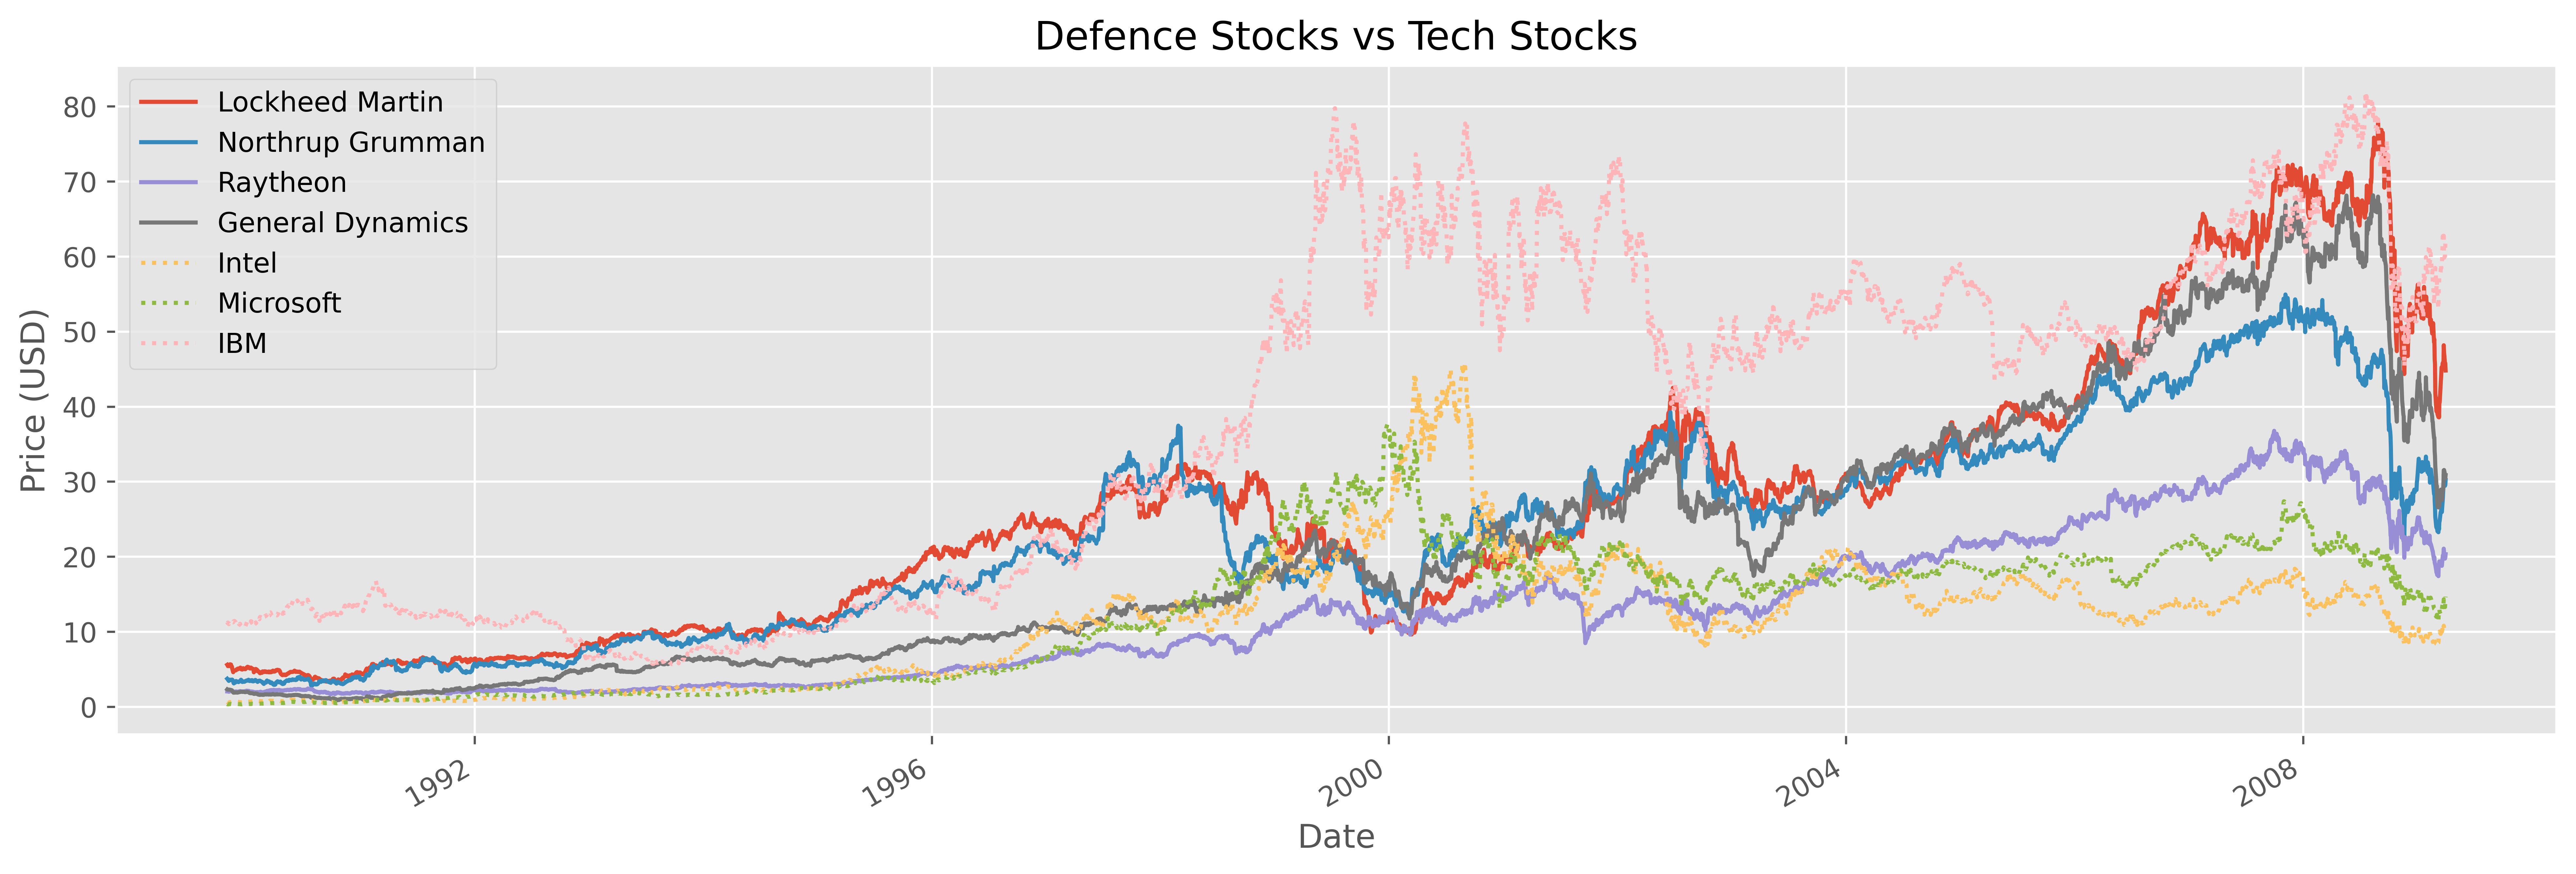 Defence Stocks vs Tech Stocks
Lockheed Martin
Northrup Grumman
Raytheon
General Dynamics
Intel
Microsoft
IBM
Price (USD)
80
70
60
50
40
30
20
10
0
1992
1996
2000
2004
2008
Date